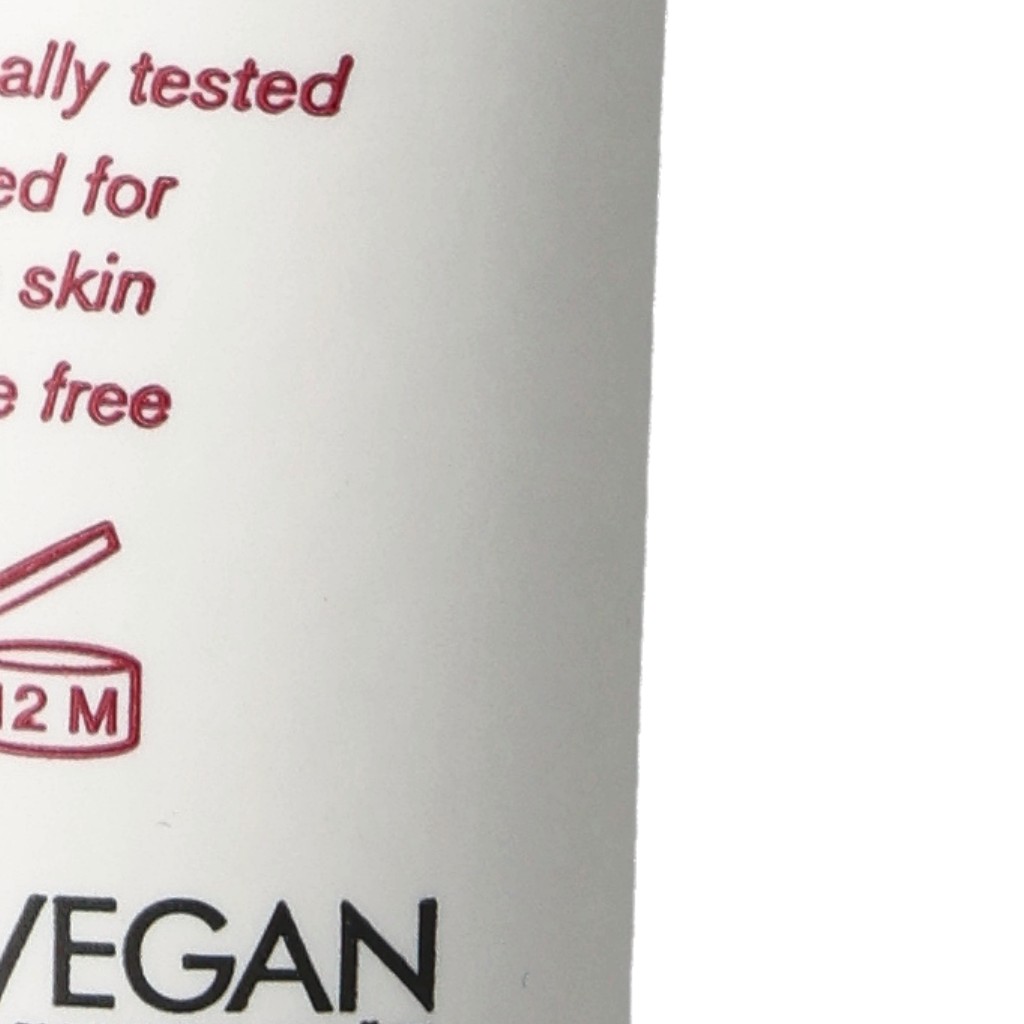 ally tested
ed for
skin
e free
12 M
VEGAN